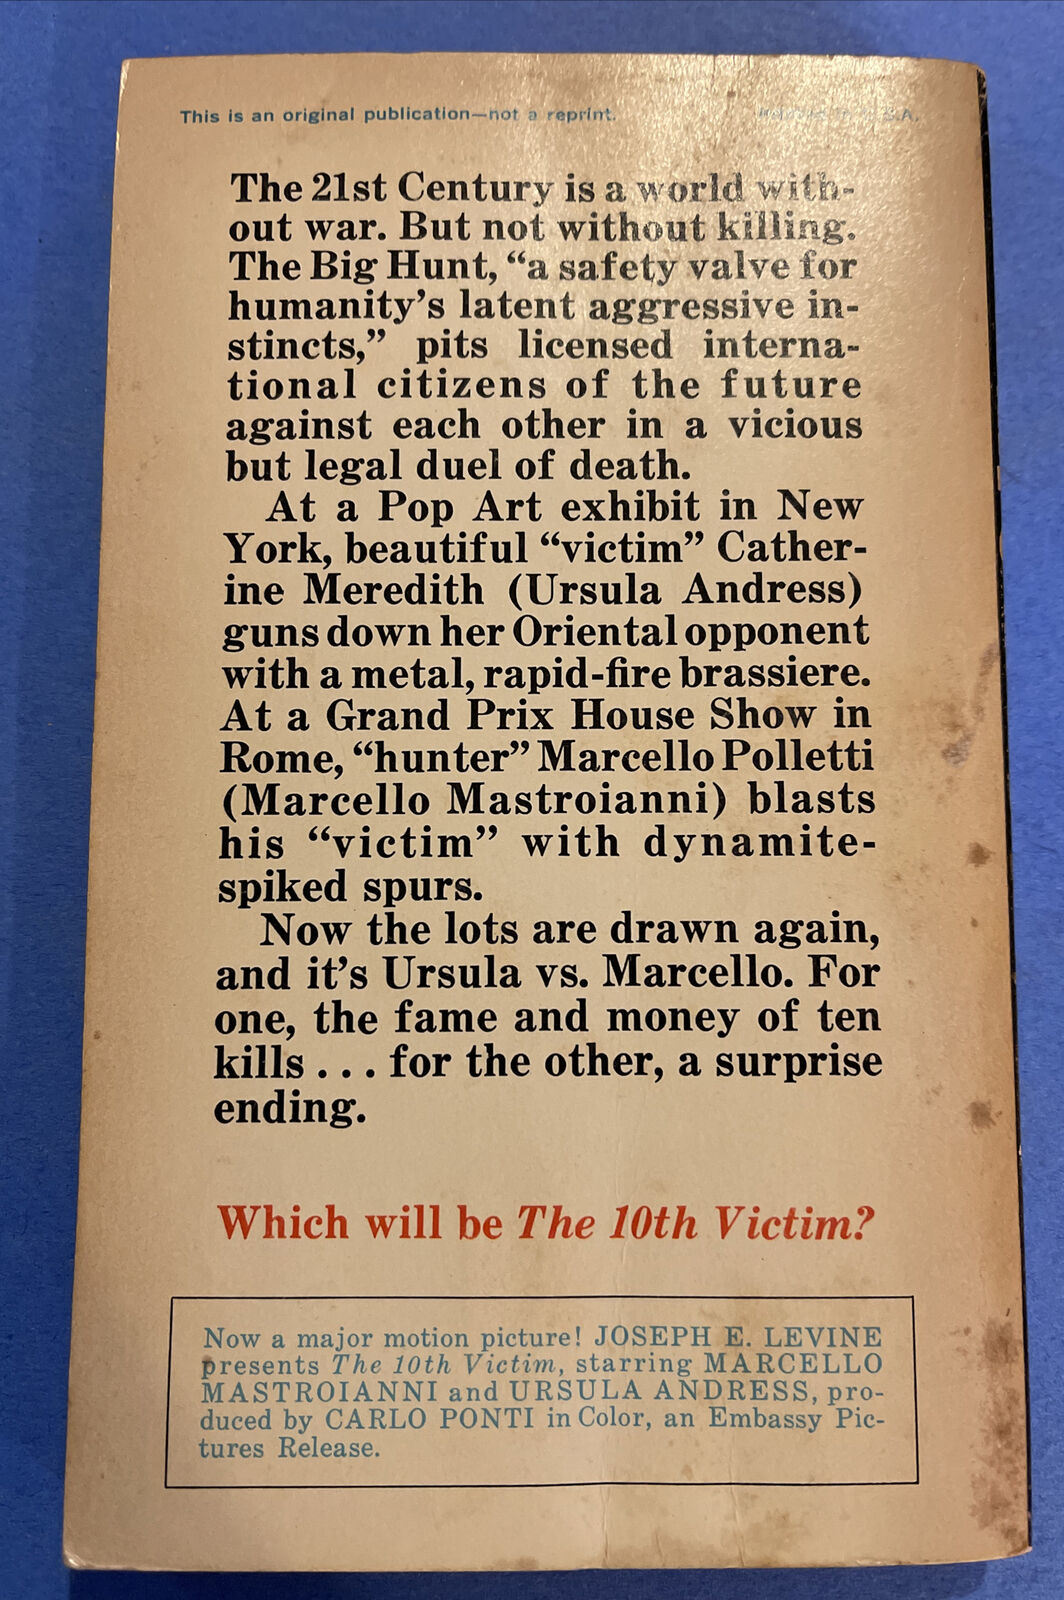 This is an original publication—not a reprint.
The 21st Century is a world with-
out war. But not without killing.
The Big Hunt, “a safety valve for
humanity’s latent aggressive in-
stincts,” pits licensed interna-
tional citizens of the future
against each other in a vicious
but legal duel of death.
At a Pop Art exhibit in New
York, beautiful “victim” Cather-
ine Meredith (Ursula Andress)
guns down her Oriental opponent
with a metal, rapid-fire brassiere.
At a Grand Prix House Show in
Rome, “hunter” Marcello Polletti
(Marcello Mastroianni) blasts
his “victim” with dynamite-
spiked spurs.
Now the lots are drawn again,
and it’s Ursula vs. Marcello. For
one, the fame and money of ten
kills . . . for the other, a surprise
ending.
Which will be The 10th Victim?
Now a major motion picture! JOSEPH E. LEVINE
presents The 10th Victim, starring MARCELLO
MASTROIANNI and URSULA ANDRESS, pro-
duced by CARLO PONTI in Color, an Embassy Pic-
tures Release.